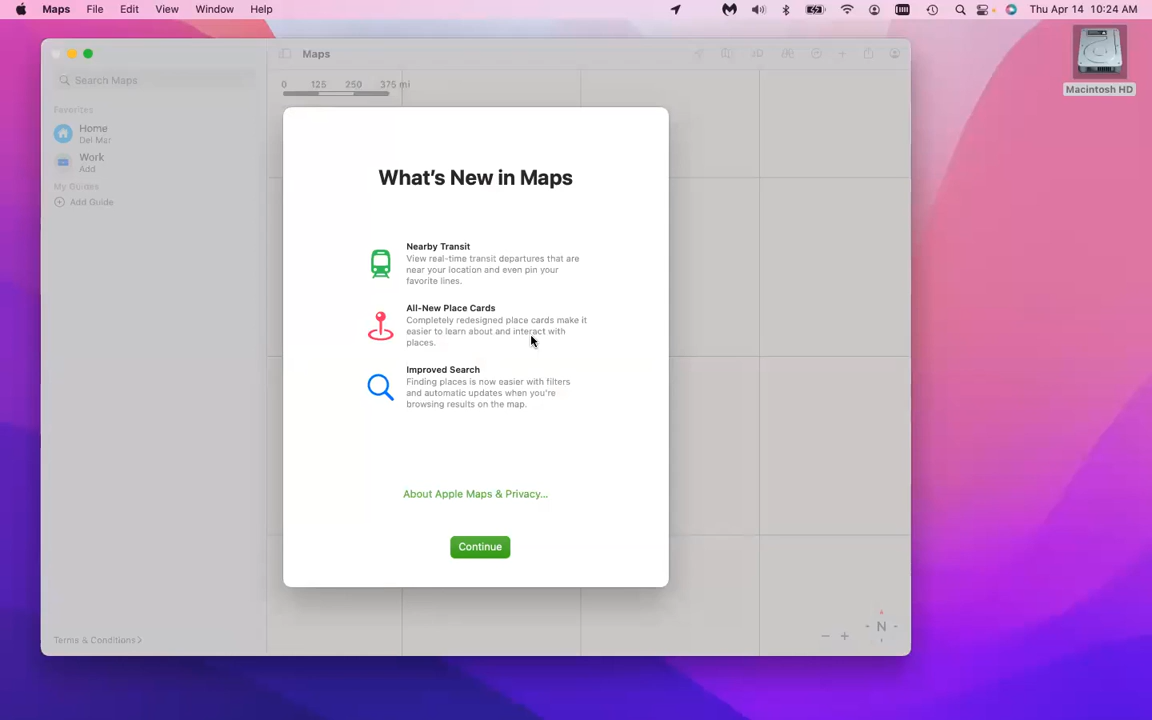 Maps File Edit View Window Help Thu Apr 14 10:24 AM
Maps
Search Maps
0 125 250 375 mi
Macintosh HD
Favorites
Home
Del Mar
Work
Add
My Guides
Add Guide
What's New in Maps
Nearby Transit
View real-time transit departures that are
near your location and even pin your
favorite lines.
All-New Place Cards
Completely redesigned place cards make it
easier to learn about and interact with
places.
Improved Search
Finding places is now easier with filters
and automatic updates when you're
browsing results on the map.
About Apple Maps & Privacy...
Continue
3D
N
Terms & Conditions>